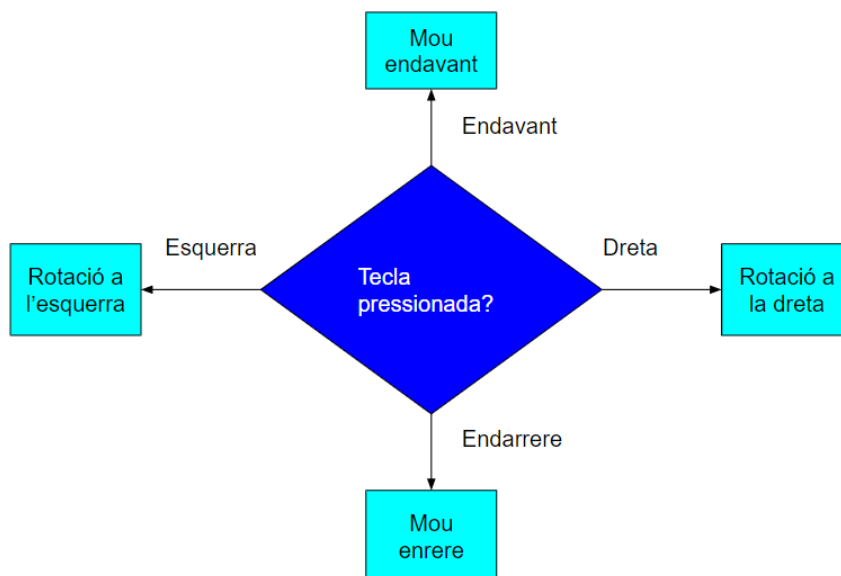 Mou
endavant
Endavant
Esquerra
Dreta
Rotació a
l'esquerra
Tecla
pressionada?
Rotació a
la dreta
Endarrere
Mou
enrere